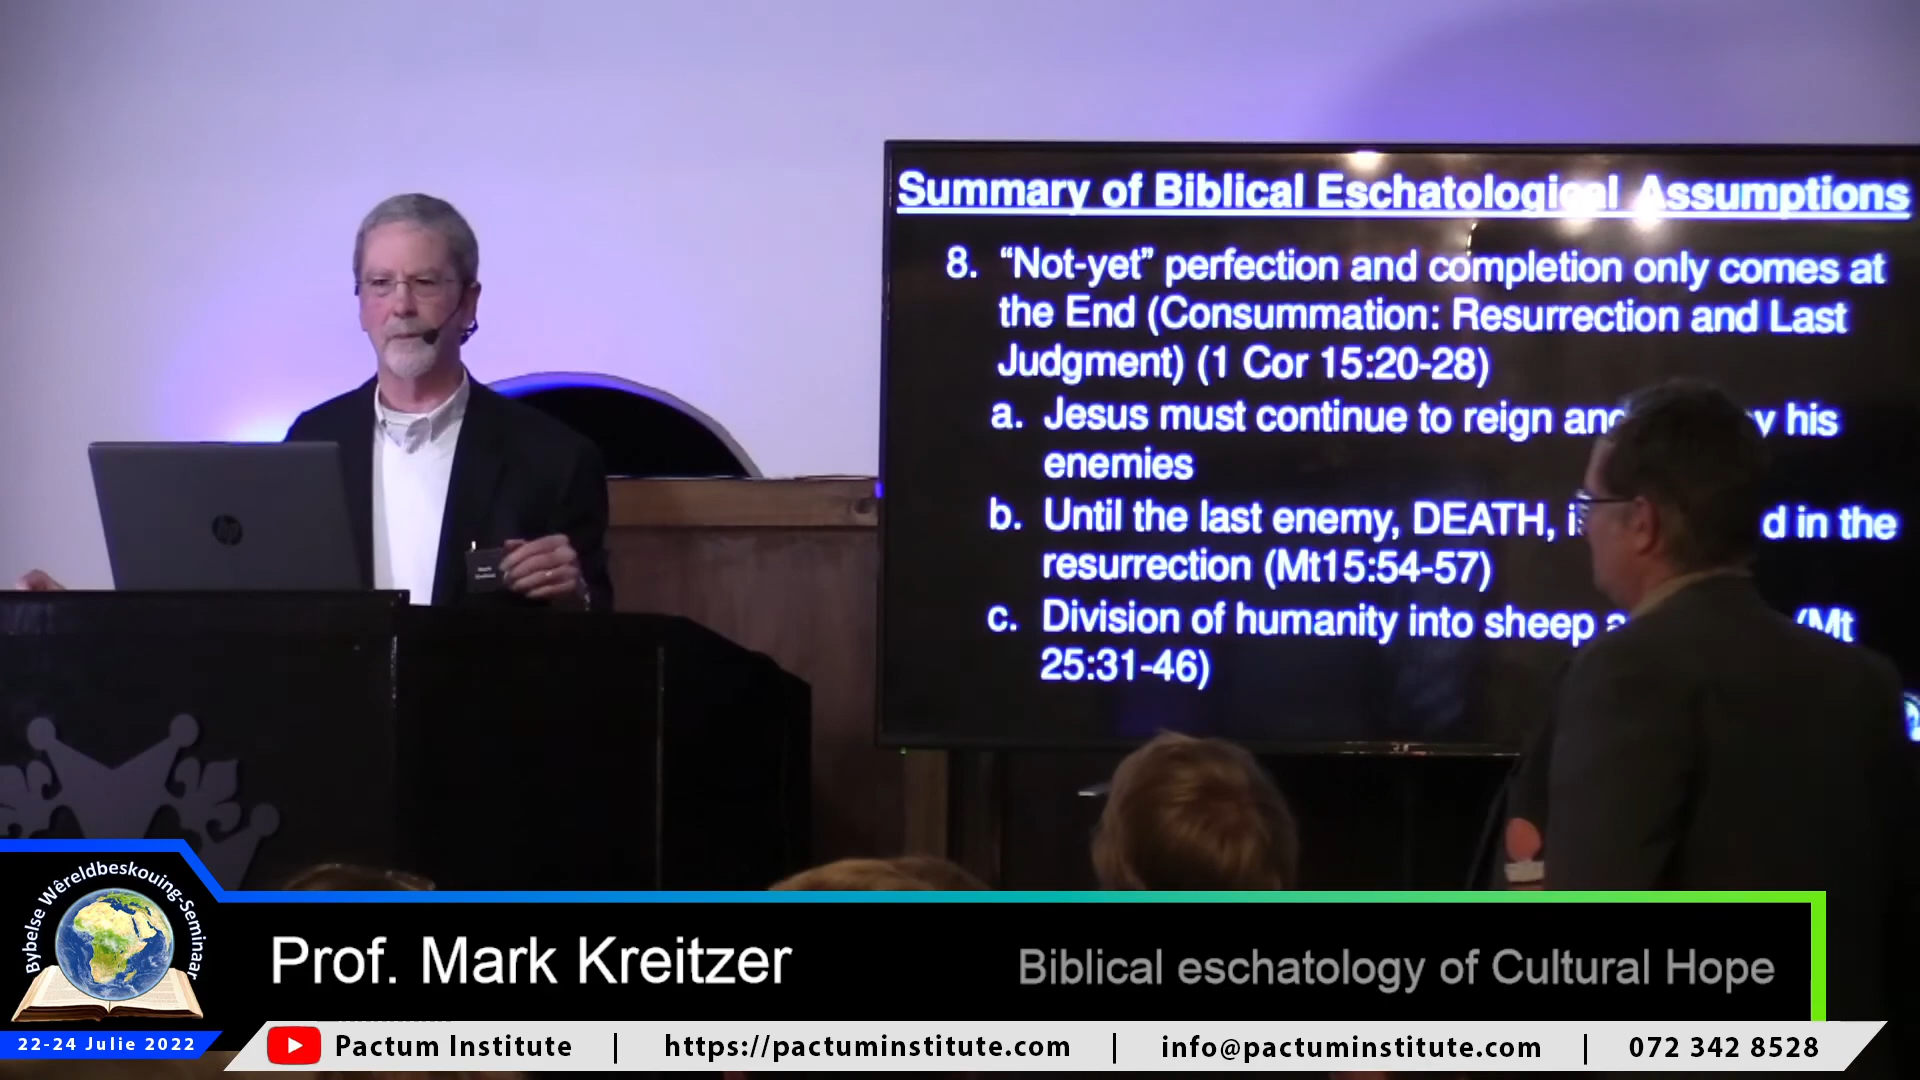 Summary of Biblical Eschatological Assumptions
8. “Not-yet” perfection and completion only comes at
the End (Consummation: Resurrection and Last
Judgment) (1 Cor 15:20-28)
a. Jesus must continue to reign and his
enemies
b. Until the last enemy, DEATH, in the
resurrection (Mt15:54-57)
c. Division of humanity into sheep (Mt
25:31-46)
hp
Bybelse Wêreldbeskouing-Seminaar
22-24 Julie 2022
Prof. Mark Kreitzer
Biblical eschatology of Cultural Hope
Pactum Institute | https://pactuminstitute.com | info@pactuminstitute.com | 072 342 8528